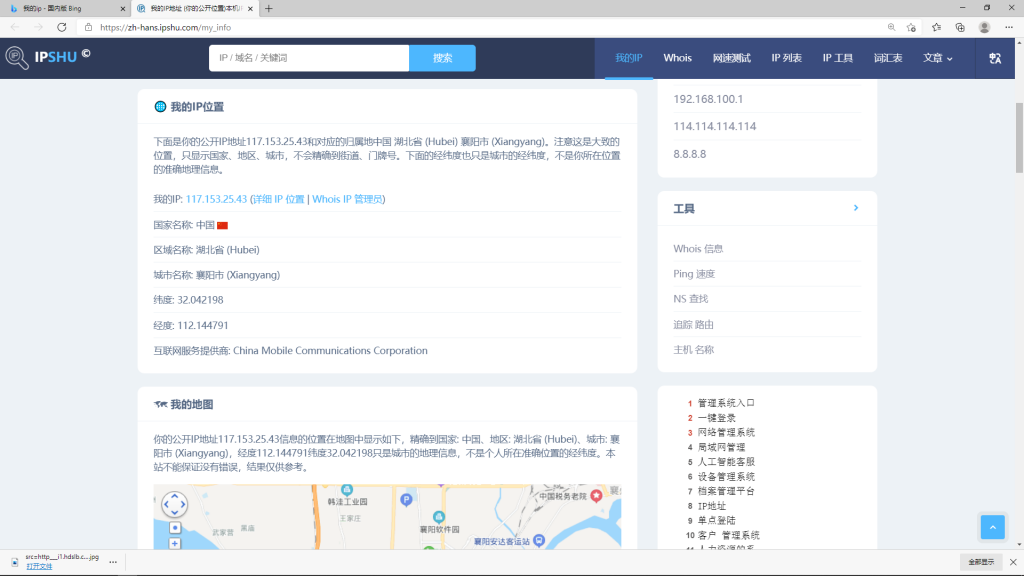 我的ip - 国内版 Bing
我的IP地址 (你的公开位置)本机I
https://zh-hans.ipshu.com/my_info
IPSHU ©
IP / 域名 / 关键词
搜索
我的IP
Whois
网速测试
IP 列表
IP 工具
词汇表
文章
我的IP位置
下面是你的公开IP地址117.153.25.43和对应的归属地中国 湖北省 (Hubei) 襄阳市 (Xiangyang)。注意这是大致的
位置，只显示国家、地区、城市，不会精确到街道、门牌号。下面的经纬度也只是城市的经纬度，不是你所在位置
的准确地理信息。
我的IP: 117.153.25.43 (详细 IP 位置 | Whois IP 管理员)
国家名称: 中国
区域名称: 湖北省 (Hubei)
城市名称: 襄阳市 (Xiangyang)
纬度: 32.042198
经度: 112.144791
互联网服务提供商: China Mobile Communications Corporation
我的地图
你的公开IP地址117.153.25.43信息的位置在地图中显示如下，精确到国家: 中国、地区: 湖北省 (Hubei)、城市: 襄
阳市 (Xiangyang)，经度112.144791纬度32.042198只是城市的地理信息，不是个人所在准确位置的经纬度。本
站不能保证没有错误，结果仅供参考。
韩洼工业园
王家庄
武家营
黑庙
P
襄阳软件园
中国税务老院
襄阳安达客运站
192.168.100.1
114.114.114.114
8.8.8.8
工具
Whois 信息
Ping 速度
NS 查找
追踪 路由
主机 名称
1 管理系统入口
2 一键登录
3 网络管理系统
4 局域网管理
5 人工智能客服
6 设备管理系统
7 档案管理平台
8 IP地址
9 单点登陆
10 客户 管理系统
src=http___i1.hdslb.c....jpg
打开文件
全部显示